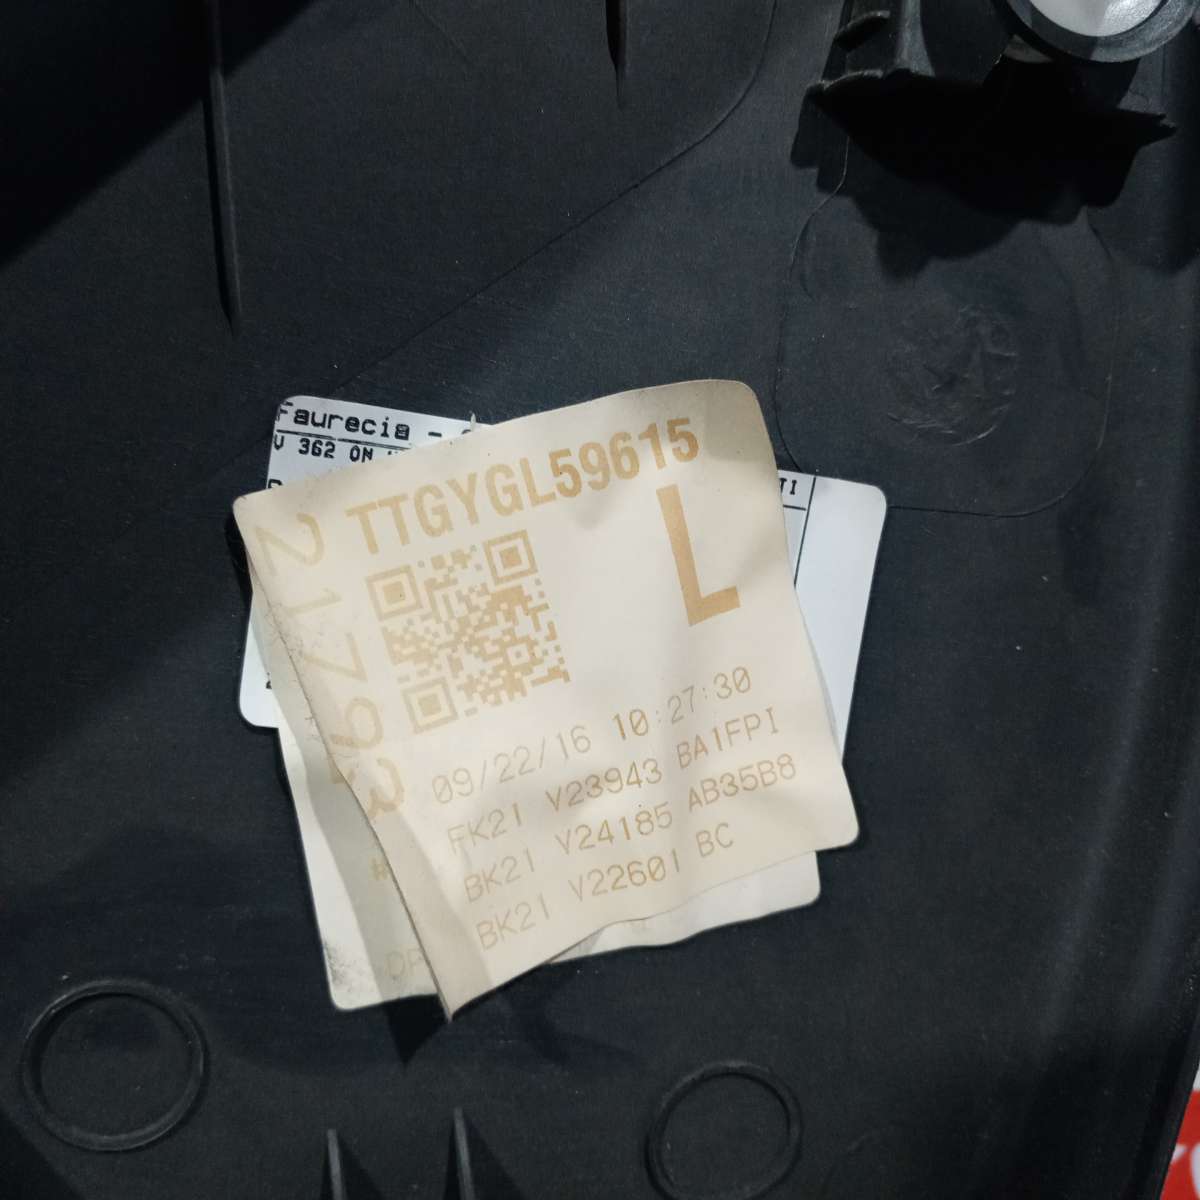 Faurecia -
V 362 ON
TTGYGL59615
L
21793
09/22/16 10:27:30
FK21 V23943 BA1FPI
BK21 V24185 AB35B8
BK21 V22601 BC